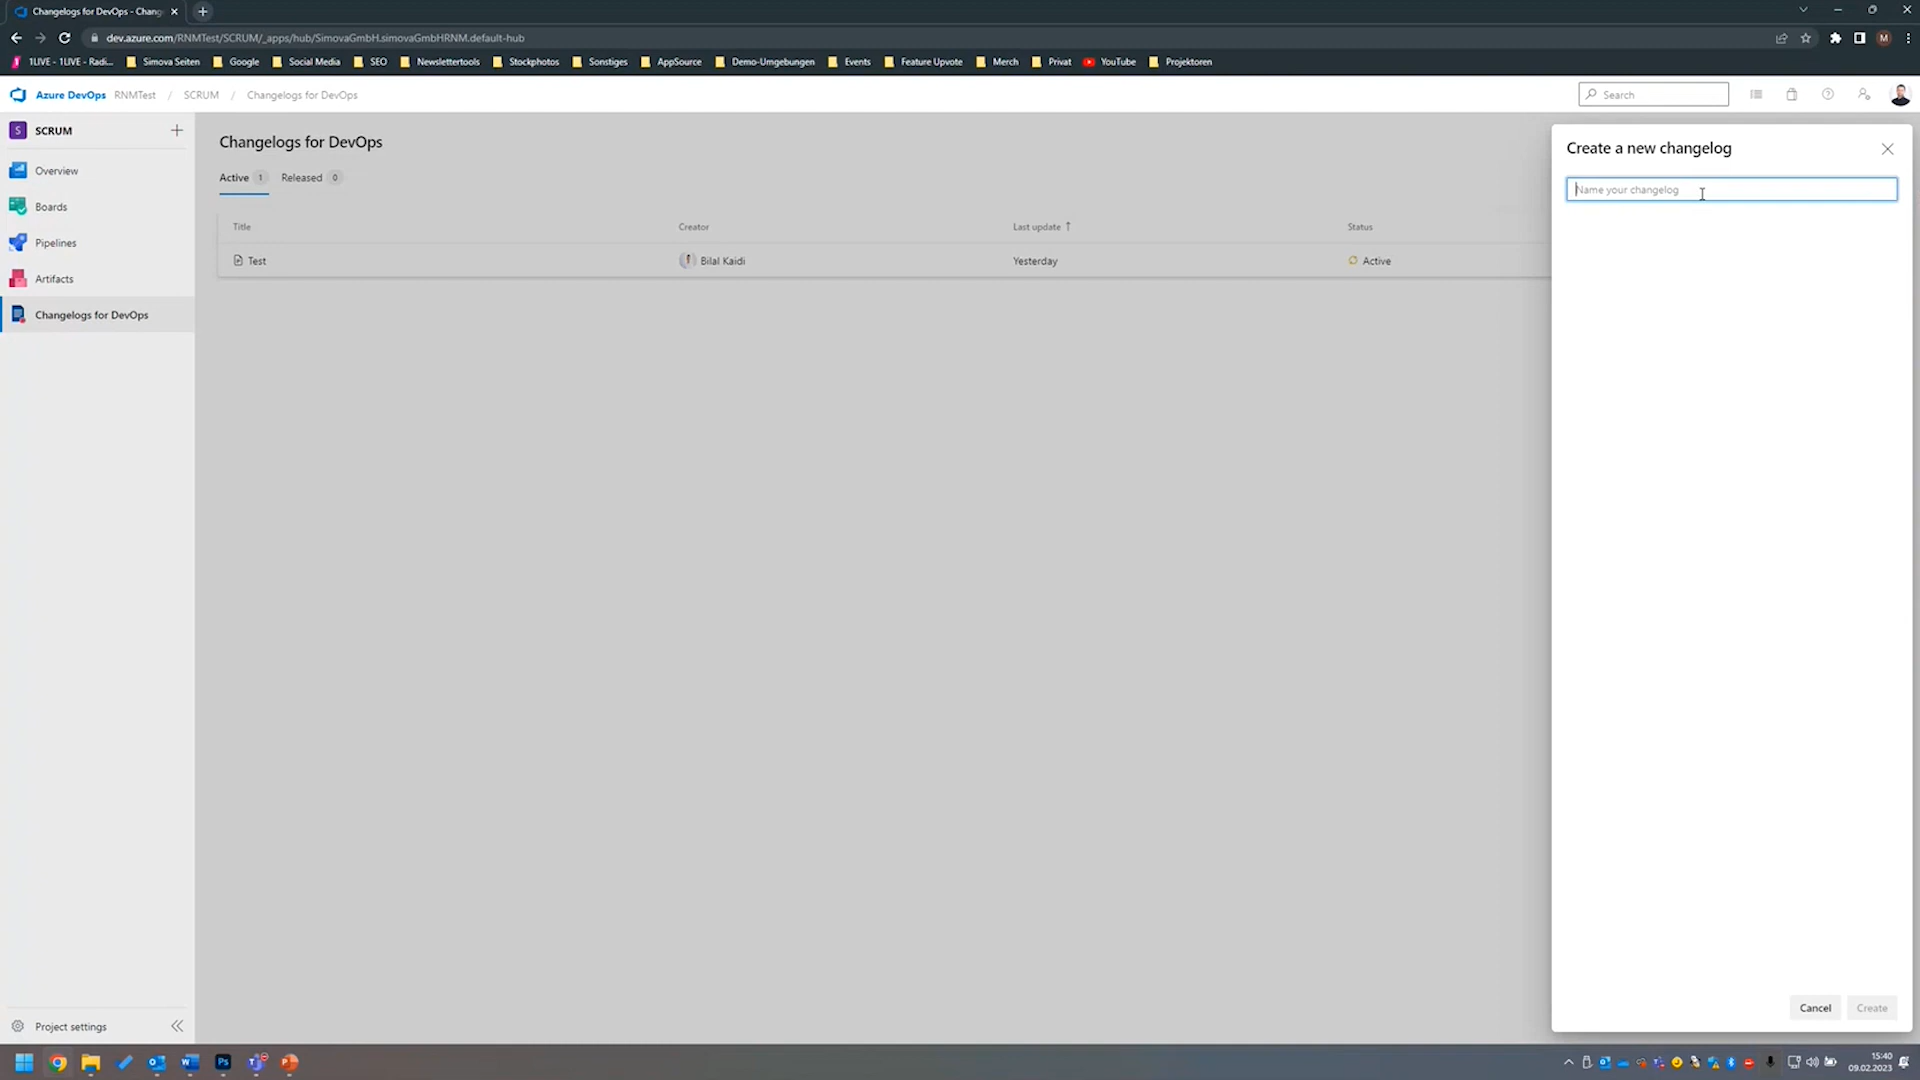 Changelogs for DevOps - Chang
dev.azure.com/RNMTest/SCRUM/_apps/hub/SimovaGmbH.simovaGmbHRNM.default-hub
M
1LIVE - 1LIVE - Radi... Simova Seiten Google Social Media SEO Newslettertools Stockphotos Sonstiges AppSource Demo-Umgebungen Events Feature Upvote Merch Privat YouTube Projektoren
Azure DevOps RNMTest / SCRUM / Changelogs for DevOps
Search
S SCRUM
Overview
Boards
Pipelines
Artifacts
Changelogs for DevOps
Project settings
Changelogs for DevOps
Active 1 Released 0
Title Creator Last update Status
Test Bilal Kaidi Yesterday Active
Create a new changelog
Name your changelog
Cancel Create
Ps
15:40
09.02.2023